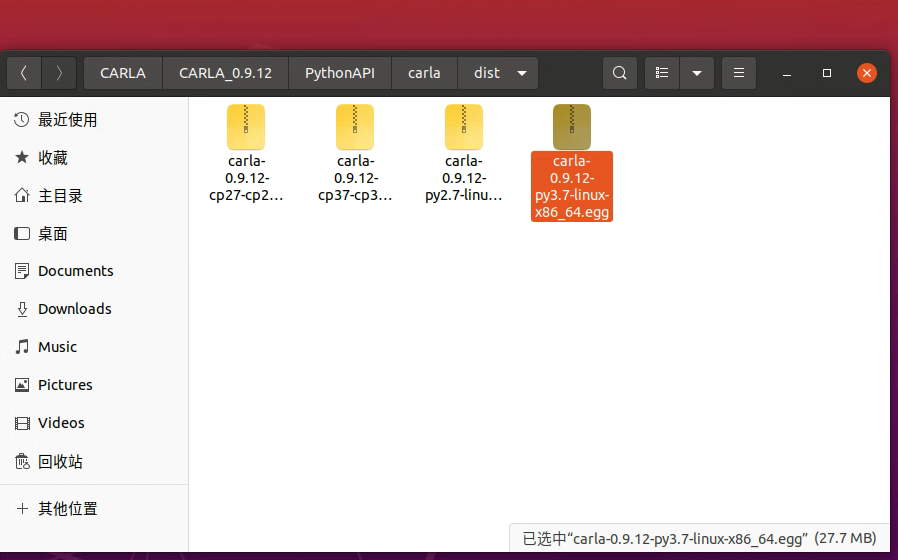 CARLA
CARLA_0.9.12
PythonAPI
carla
dist
最近使用
收藏
主目录
桌面
Documents
Downloads
Music
Pictures
Videos
回收站
其他位置
carla-
0.9.12-
cp27-cp2...
carla-
0.9.12-
cp37-cp3...
carla-
0.9.12-
py2.7-linu...
carla-
0.9.12-
py3.7-linux-
x86_64.egg
已选中“carla-0.9.12-py3.7-linux-x86_64.egg” (27.7 MB)